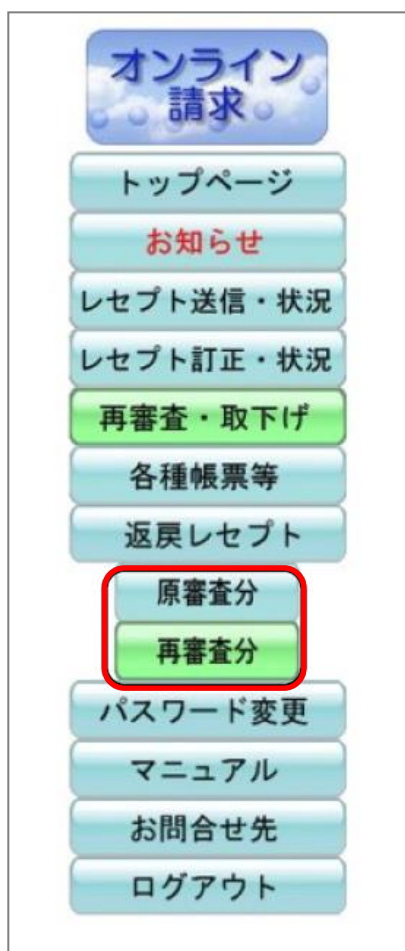 オンライン
請求
トップページ
お知らせ
レセプト送信・状況
レセプト訂正・状況
再審査・取下げ
各種帳票等
返戻レセプト
原審査分
再審査分
パスワード変更
マニュアル
お問合せ先
ログアウト